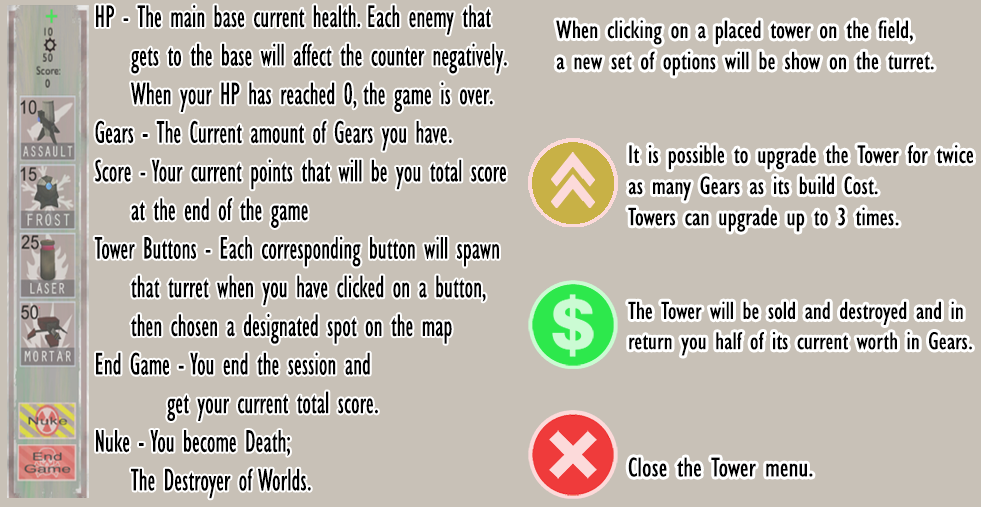 10
50
Score:
0
10
ASSAULT
15
FROST
25
LASER
50
MORTAR
Nuke
End
Game
HP - The main base current health. Each enemy that
gets to the base will affect the counter negatively.
When your HP has reached 0, the game is over.
Gears - The Current amount of Gears you have.
Score - Your current points that will be you total score
at the end of the game
Tower Buttons - Each corresponding button will spawn
that turret when you have clicked on a button,
then chosen a designated spot on the map
End Game - You end the session and
get your current total score.
Nuke - You become Death;
The Destroyer of Worlds.
When clicking on a placed tower on the field,
a new set of options will be show on the turret.
It is possible to upgrade the Tower for twice
as many Gears as its build Cost.
Towers can upgrade up to 3 times.
$
The Tower will be sold and destroyed and in
return you half of its current worth in Gears.
Close the Tower menu.